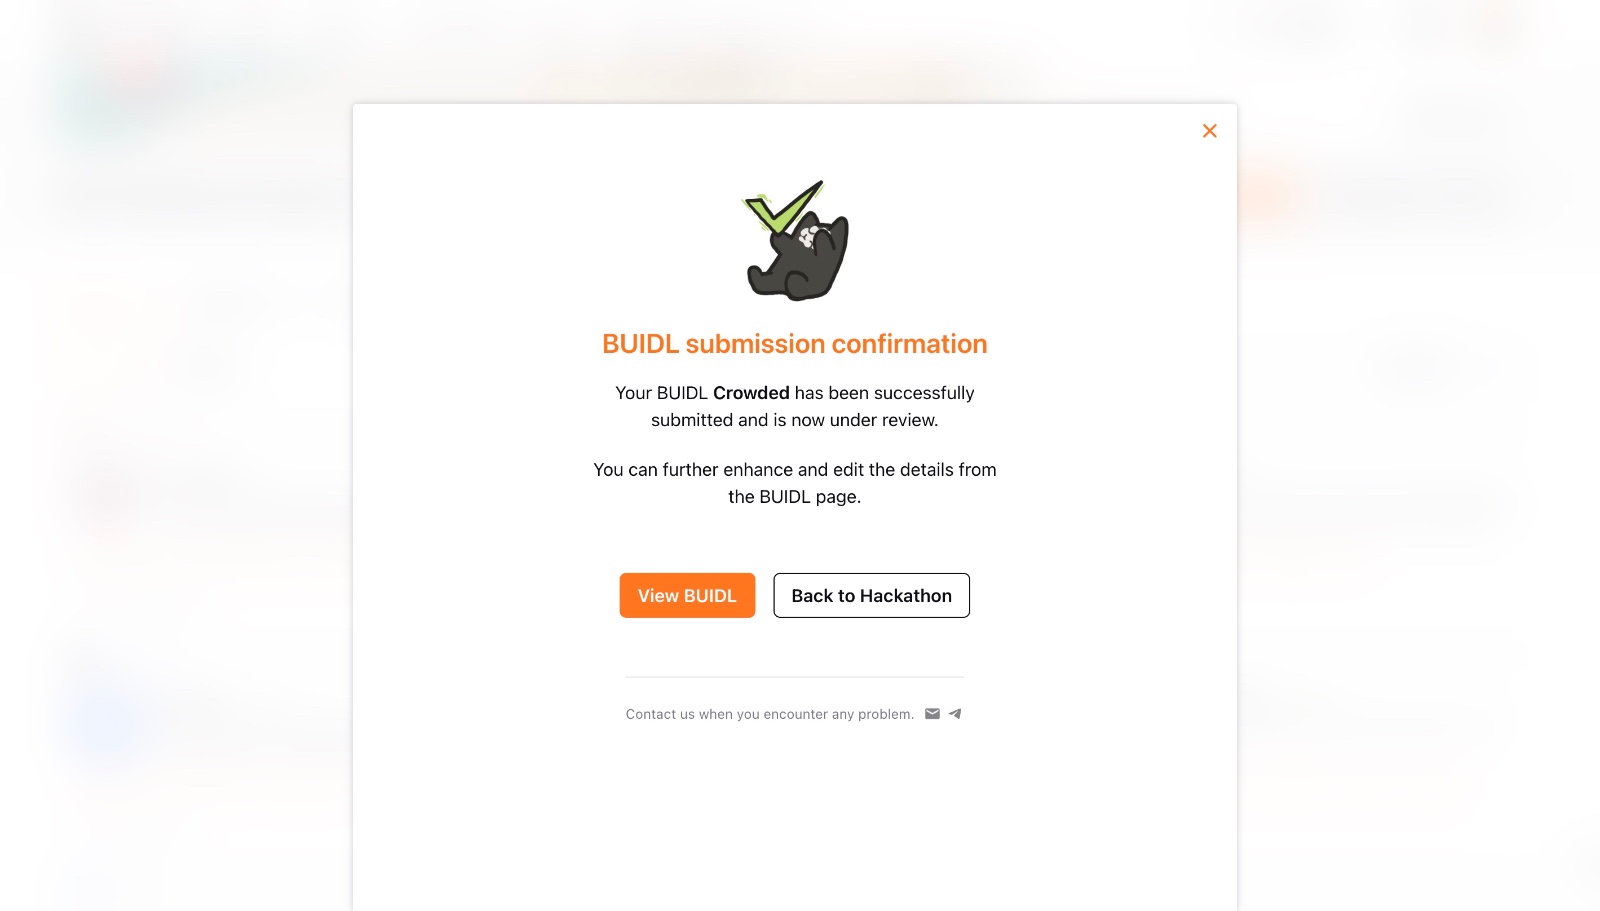 BUIDL submission confirmation
Your BUIDL Crowded has been successfully
submitted and is now under review.
You can further enhance and edit the details from
the BUIDL page.
View BUIDL
Back to Hackathon
Contact us when you encounter any problem.